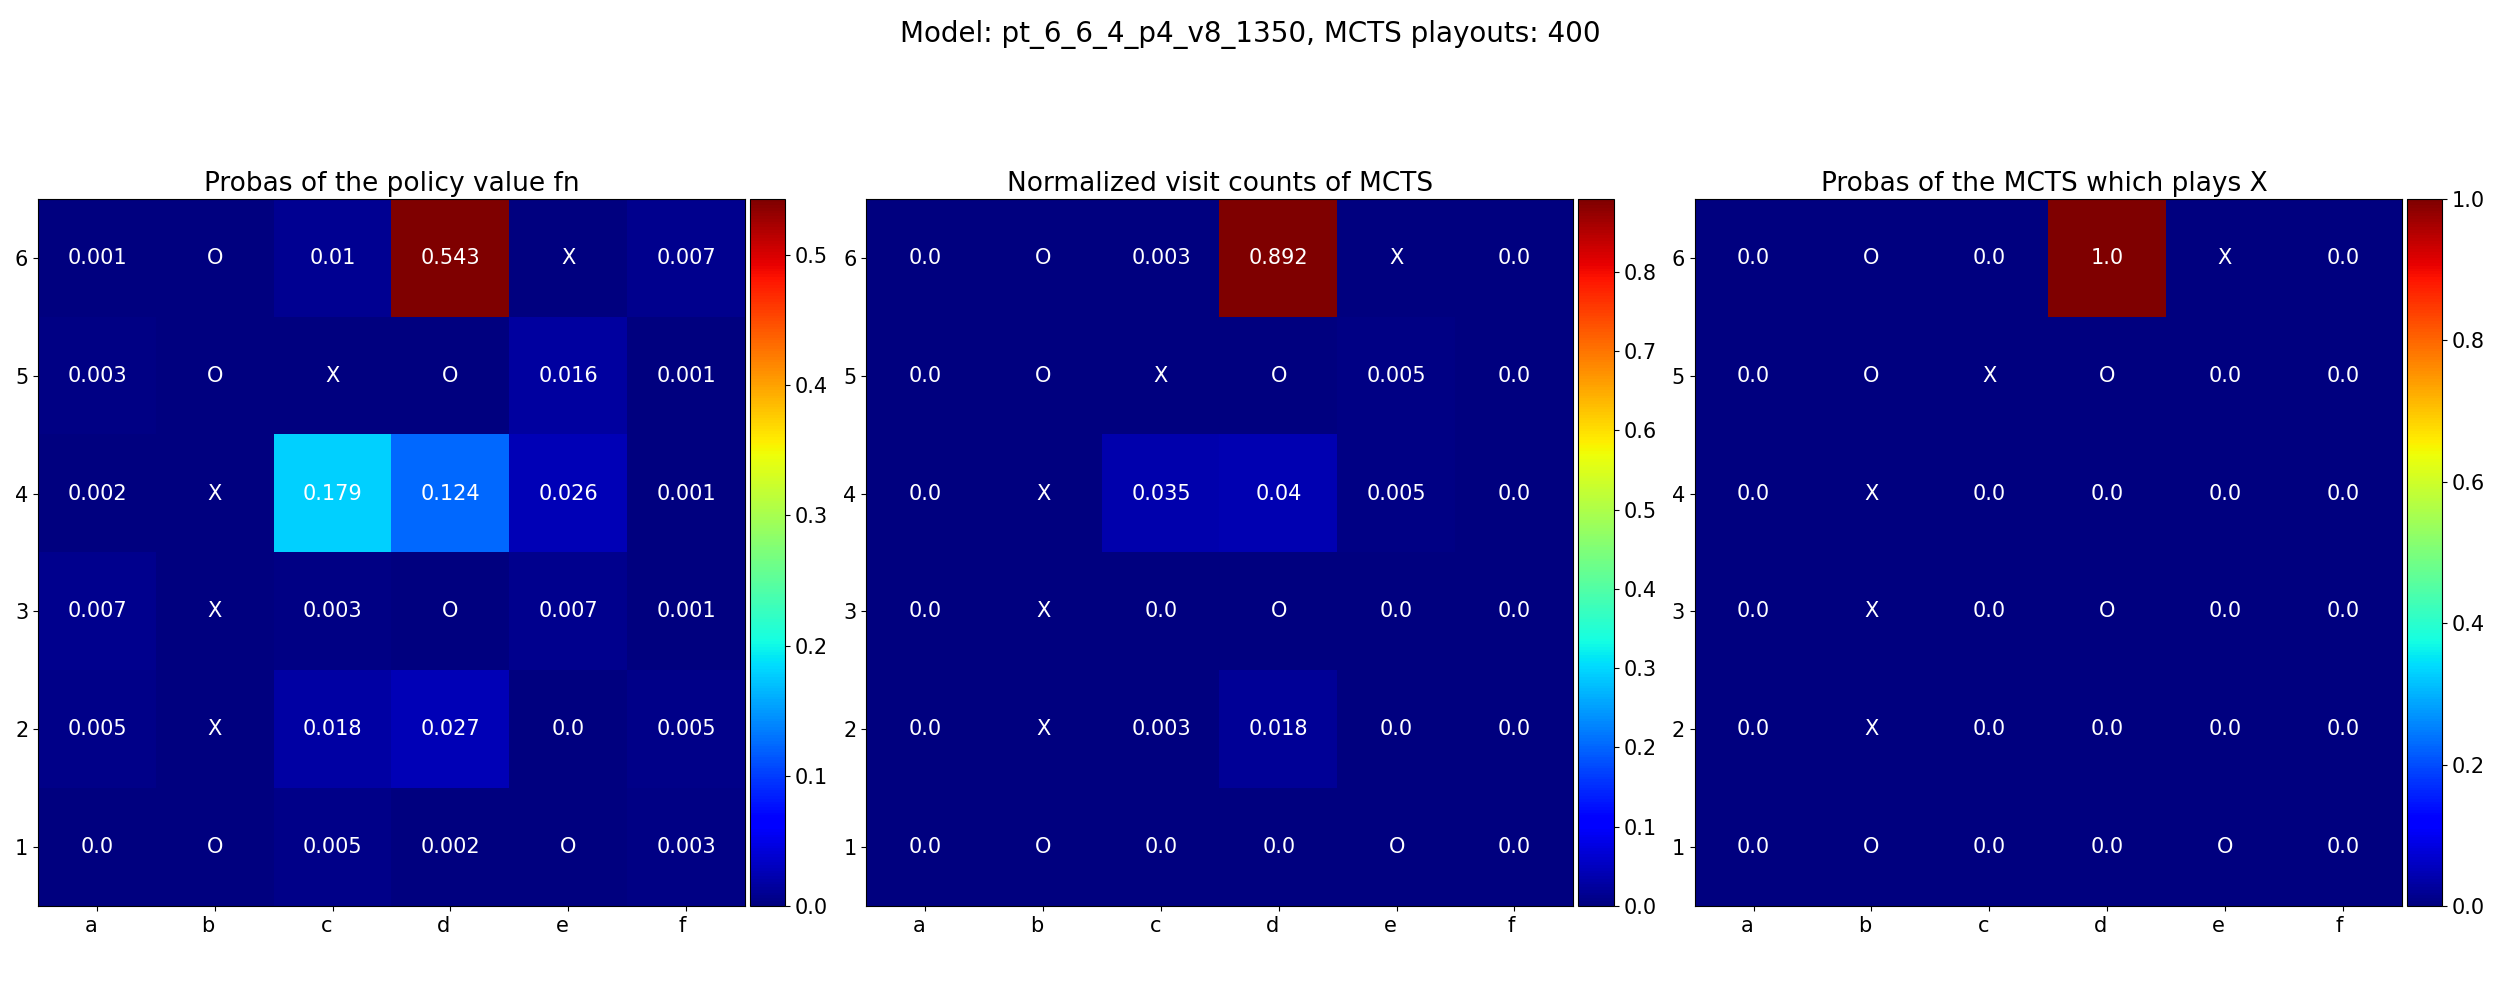 Model: pt_6_6_4_p4_v8_1350, MCTS playouts: 400
Probas of the policy value fn
6 0.001 O 0.01 0.543 X 0.007
5 0.003 O X O 0.016 0.001
4 0.002 X 0.179 0.124 0.026 0.001
3 0.007 X 0.003 O 0.007 0.001
2 0.005 X 0.018 0.027 0.0 0.005
1 0.0 O 0.005 0.002 O 0.003
a b c d e f
0.5
0.4
0.3
0.2
0.1
0.0
Normalized visit counts of MCTS
6 0.0 O 0.003 0.892 X 0.0
5 0.0 O X O 0.005 0.0
4 0.0 X 0.035 0.04 0.005 0.0
3 0.0 X 0.0 O 0.0 0.0
2 0.0 X 0.003 0.018 0.0 0.0
1 0.0 O 0.0 0.0 O 0.0
a b c d e f
0.8
0.7
0.6
0.5
0.4
0.3
0.2
0.1
0.0
Probas of the MCTS which plays X
6 0.0 O 0.0 1.0 X 0.0
5 0.0 O X O 0.0 0.0
4 0.0 X 0.0 0.0 0.0 0.0
3 0.0 X 0.0 O 0.0 0.0
2 0.0 X 0.0 0.0 0.0 0.0
1 0.0 O 0.0 0.0 O 0.0
a b c d e f
1.0
0.8
0.6
0.4
0.2
0.0